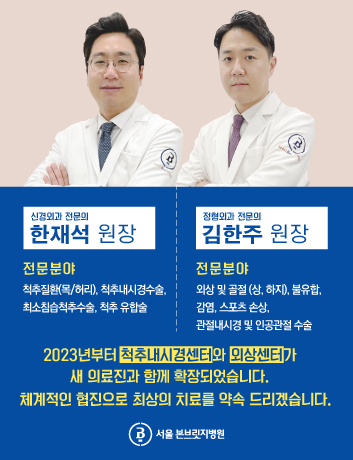 신경외과 전문의
한재석 원장
전문분야
척추질환(목/허리), 척추내시경수술,
최소침습척추수술, 척추 유합술
정형외과 전문의
김한주 원장
전문분야
외상 및 골절 (상, 하지), 불유합,
감염, 스포츠 손상,
관절내시경 및 인공관절 수술
2023년부터 척추내시경센터와 외상센터가
새 의료진과 함께 확장되었습니다.
체계적인 협진으로 최상의 치료를 약속 드리겠습니다.
서울 본브릿지병원